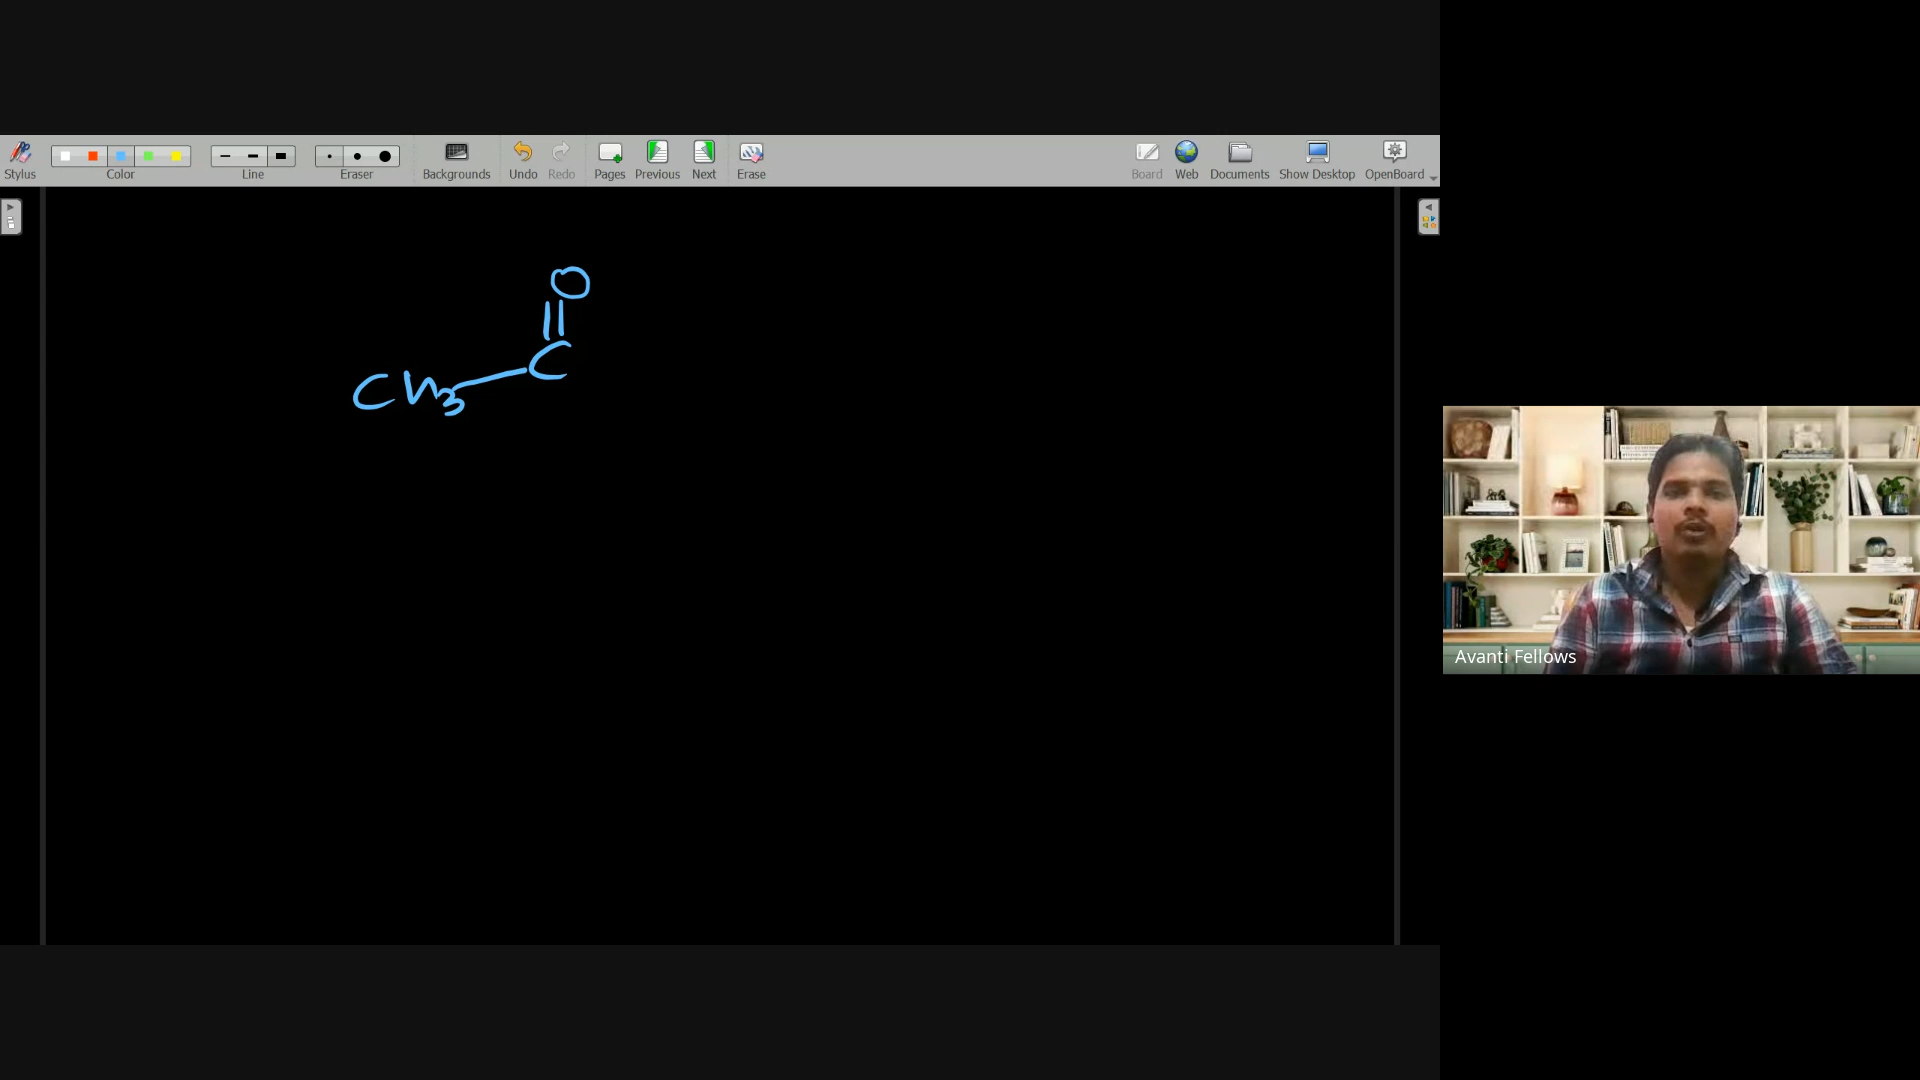 Stylus Color Line Eraser Backgrounds Undo Redo Pages Previous Next Erase Board Web Documents Show Desktop OpenBoard
O
||
CH3—C
Avanti Fellows